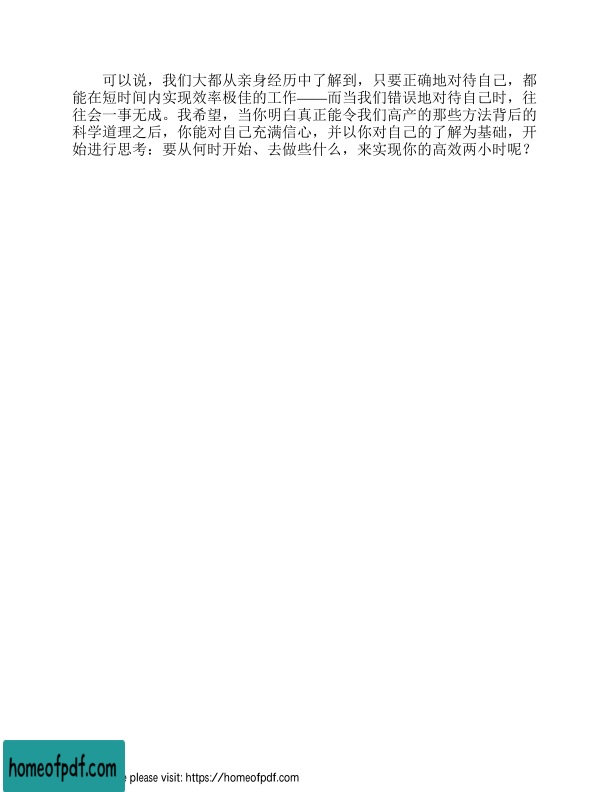 可以说，我们大都从亲身经历中了解到，只要正确地对待自己，都
能在短时间内实现效率极佳的工作——而当我们错误地对待自己时，往
往会一事无成。我希望，当你明白真正能令我们高产的那些方法背后的
科学道理之后，你能对自己充满信心，并以你对自己的了解为基础，开
始进行思考：要从何时开始、去做些什么，来实现你的高效两小时呢？
homeofpdf.com
please visit: https://homeofpdf.com